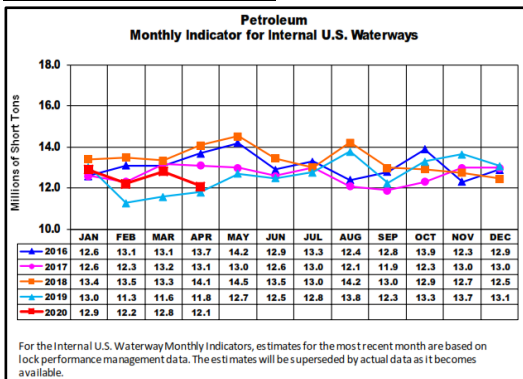 Petroleum
Monthly Indicator for Internal U.S. Waterways
Millions of Short Tons
18.0
16.0
14.0
12.0
10.0
JAN FEB MAR APR MAY JUN JUL AUG SEP OCT NOV DEC
2016 12.6 13.1 13.1 13.7 14.2 12.9 13.3 12.4 12.8 13.9 12.3 12.9
2017 12.6 12.3 13.2 13.1 13.0 12.6 13.0 12.1 11.9 12.3 13.0 13.0
2018 13.4 13.5 13.3 14.1 14.5 13.5 13.0 14.2 13.0 12.9 12.7 12.5
2019 13.0 11.3 11.6 11.8 12.7 12.5 12.8 13.8 12.3 13.3 13.7 13.1
2020 12.9 12.2 12.8 12.1
For the Internal U.S. Waterway Monthly Indicators, estimates for the most recent month are based on
lock performance management data. The estimates will be superseded by actual data as it becomes
available.